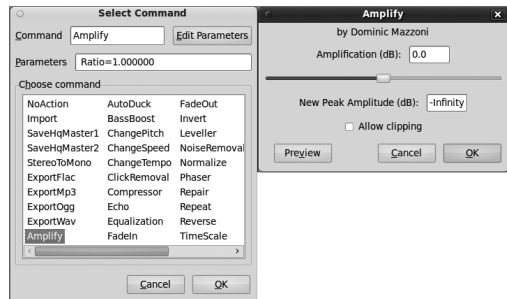 Select Command
Command Amplify Edit Parameters
Parameters Ratio=1.000000
Choose command
NoAction AutoDuck FadeOut
Import BassBoost Invert
SaveHqMaster1 ChangePitch Leveller
SaveHqMaster2 ChangeSpeed NoiseRemoval
StereoToMono ChangeTempo Normalize
ExportFlac ClickRemoval Phaser
ExportMp3 Compressor Repair
ExportOgg Echo Repeat
ExportWav Equalization Reverse
Amplify FadeIn TimeScale
Cancel OK
Amplify
by Dominic Mazzoni
Amplification (dB): 0.0
New Peak Amplitude (dB): -Infinity
Allow clipping
Preview Cancel OK